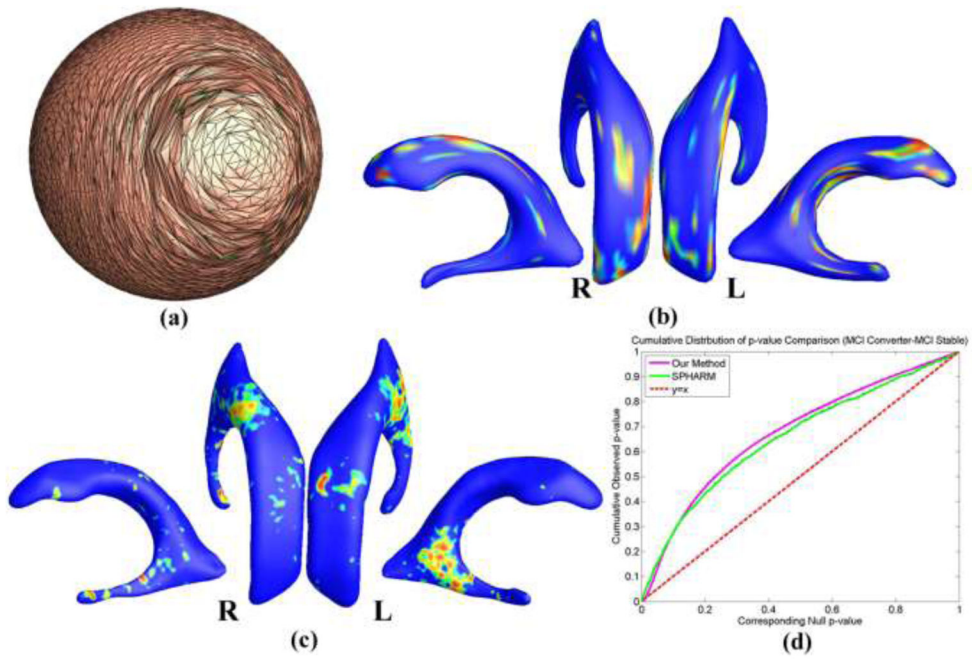 (a)
R
L
(b)
R
L
(c)
Cumulative Distrbution of p-value Comparison (MCI Converter-MCI Stable)
Our Method
SPHARM
y=x
1
0.9
0.8
0.7
0.6
0.5
0.4
0.3
0.2
0.1
0
Cumulative Observed p-value
0
0.2
0.4
0.6
0.8
1
Corresponding Null p-value
(d)